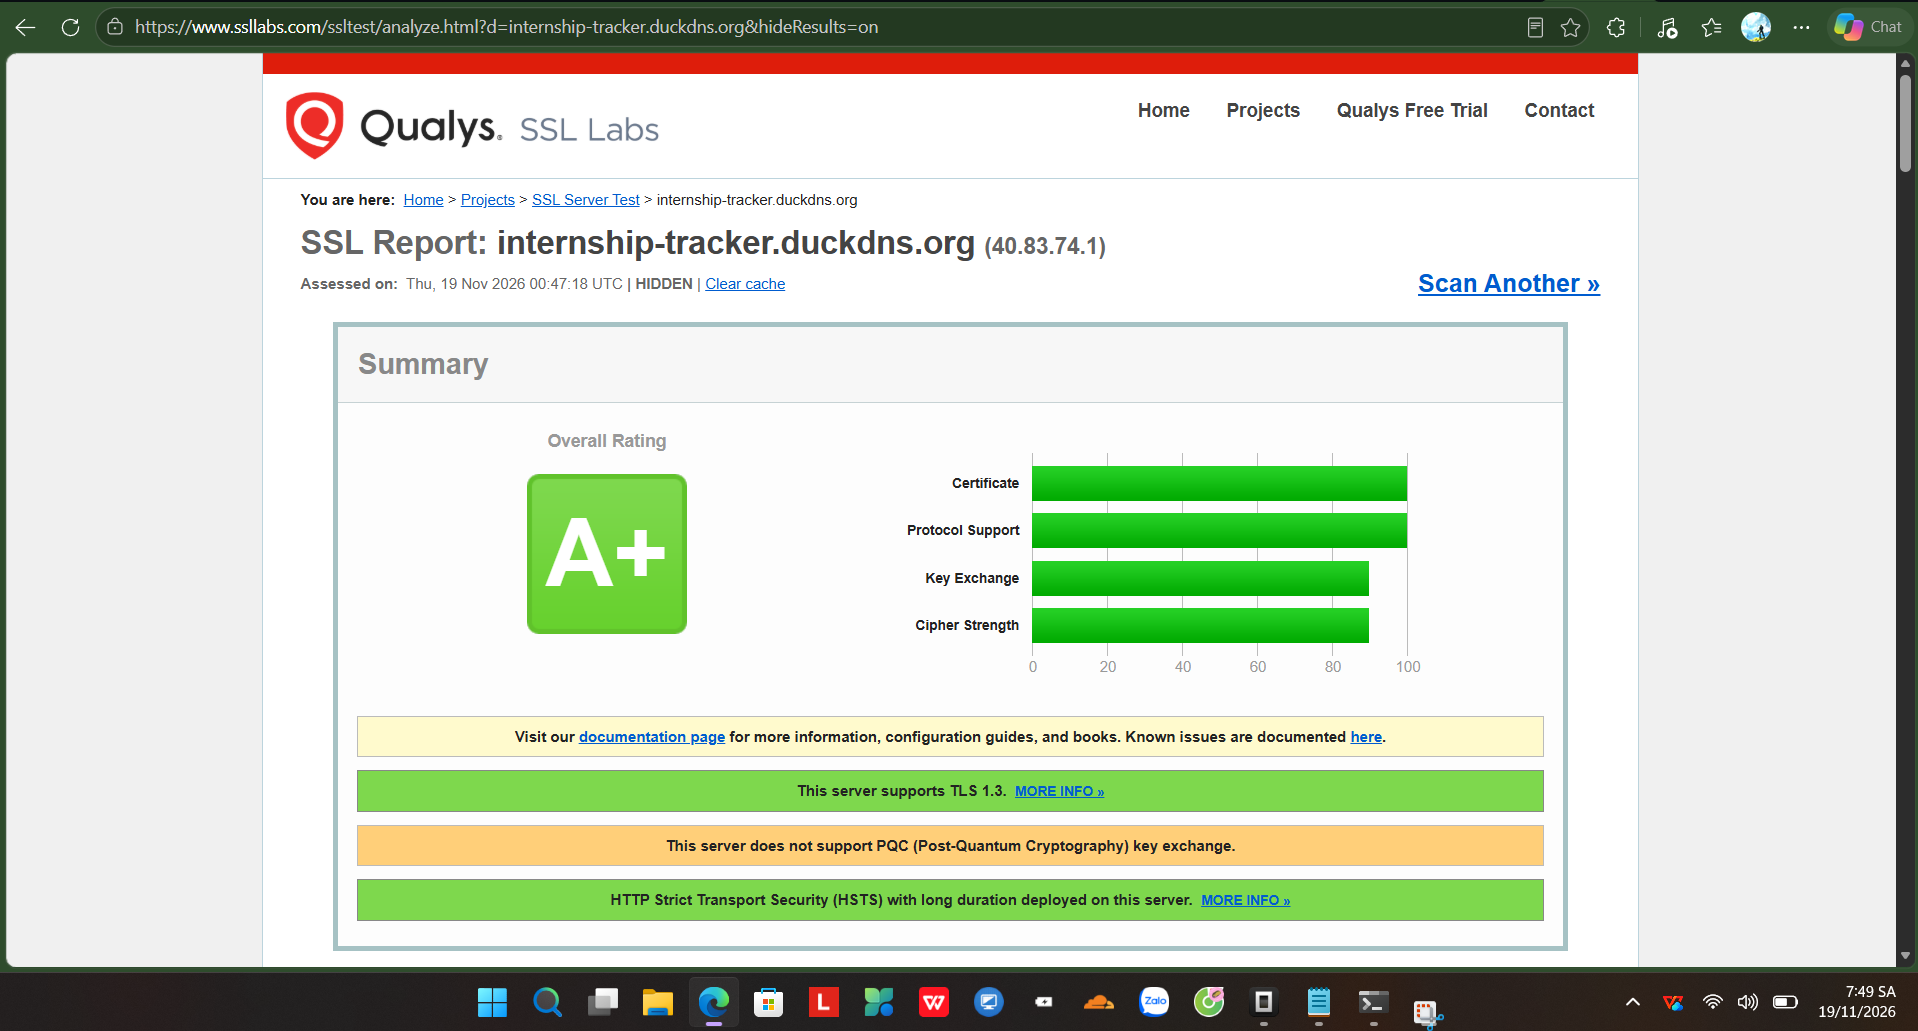 https://www.ssllabs.com/ssltest/analyze.html?d=internship-tracker.duckdns.org&hideResults=on
Chat
Qualys. SSL Labs
Home Projects Qualys Free Trial Contact
You are here: Home > Projects > SSL Server Test > internship-tracker.duckdns.org
SSL Report: internship-tracker.duckdns.org (40.83.74.1)
Assessed on: Thu, 19 Nov 2026 00:47:18 UTC | HIDDEN | Clear cache
Scan Another »
Summary
Overall Rating
A+
Certificate
Protocol Support
Key Exchange
Cipher Strength
0 20 40 60 80 100
Visit our documentation page for more information, configuration guides, and books. Known issues are documented here.
This server supports TLS 1.3. MORE INFO »
This server does not support PQC (Post-Quantum Cryptography) key exchange.
HTTP Strict Transport Security (HSTS) with long duration deployed on this server. MORE INFO »
L
Zalo
7:49 SA
19/11/2026